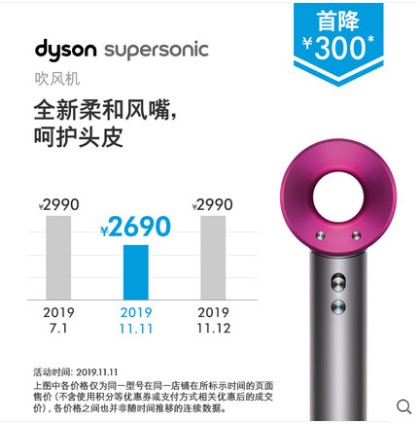 首降
¥300*
dyson supersonic
吹风机
全新柔和风嘴,
呵护头皮
¥2990
¥2690
¥2990
2019
7.1
2019
11.11
2019
11.12
活动时间: 2019.11.11
上图中各价格仅为同一型号在同一店铺在所标示时间的页面
售价 (不含使用积分等优惠券或支付方式相关优惠后的成交
价) , 各价格之间也并非随时间推移的连续数据。